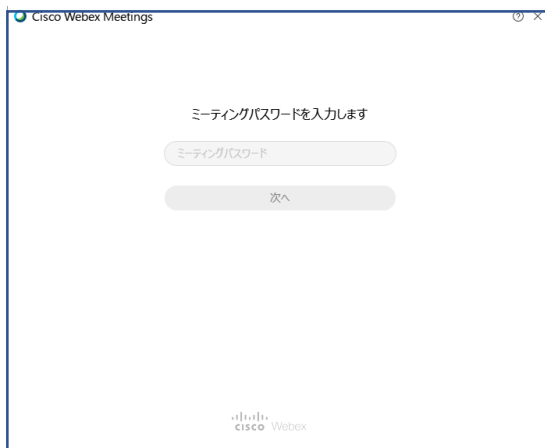 Cisco Webex Meetings
ミーティングパスワードを入力します
ミーティングパスワード
次へ
cisco Webex